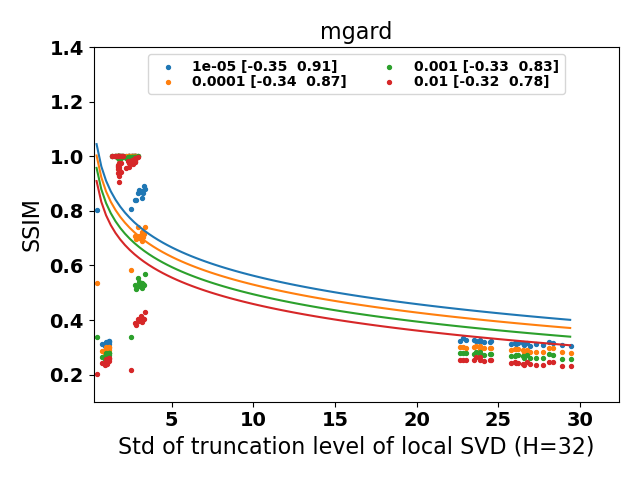 mgard
1e-05 [-0.35  0.91]
0.0001 [-0.34  0.87]
0.001 [-0.33  0.83]
0.01 [-0.32  0.78]
SSIM
1.4
1.2
1.0
0.8
0.6
0.4
0.2
5 10 15 20 25 30
Std of truncation level of local SVD (H=32)